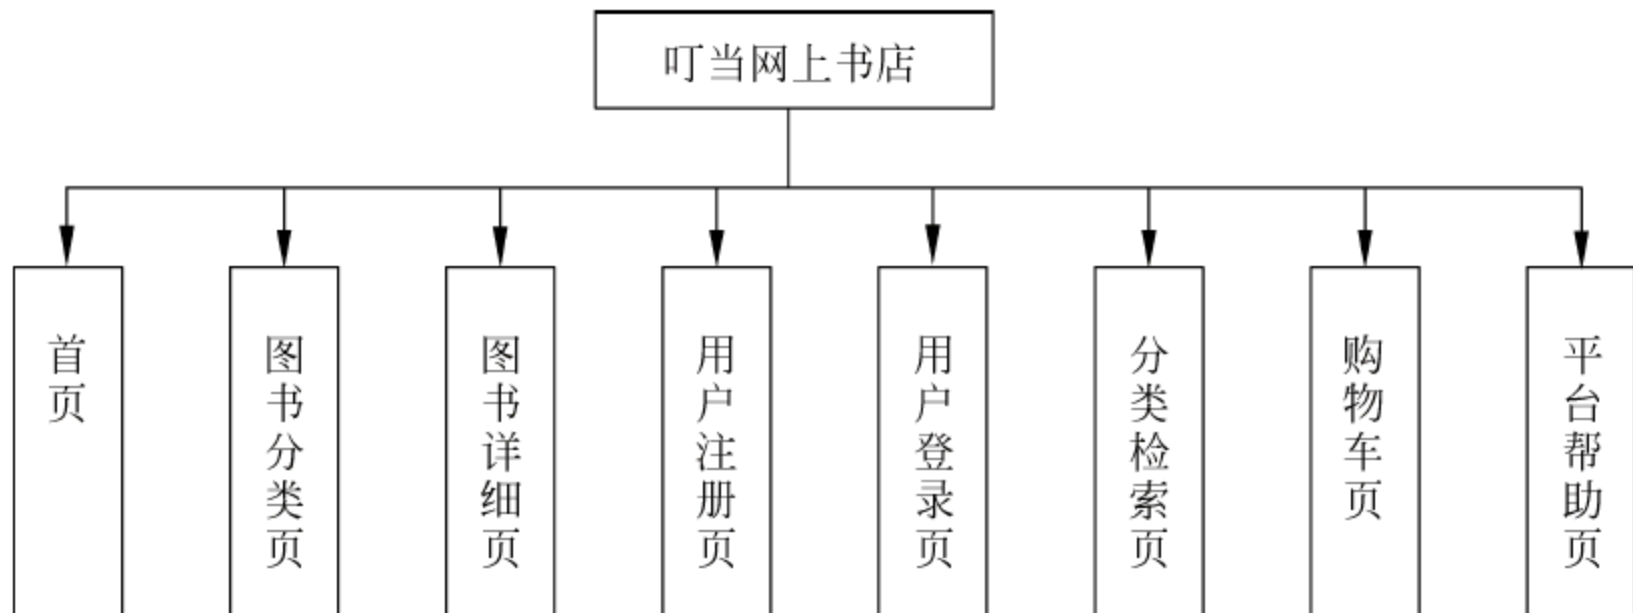 叮当网上书店
首页
图书分类页
图书详细页
用户注册页
用户登录页
分类检索页
购物车页
平台帮助页